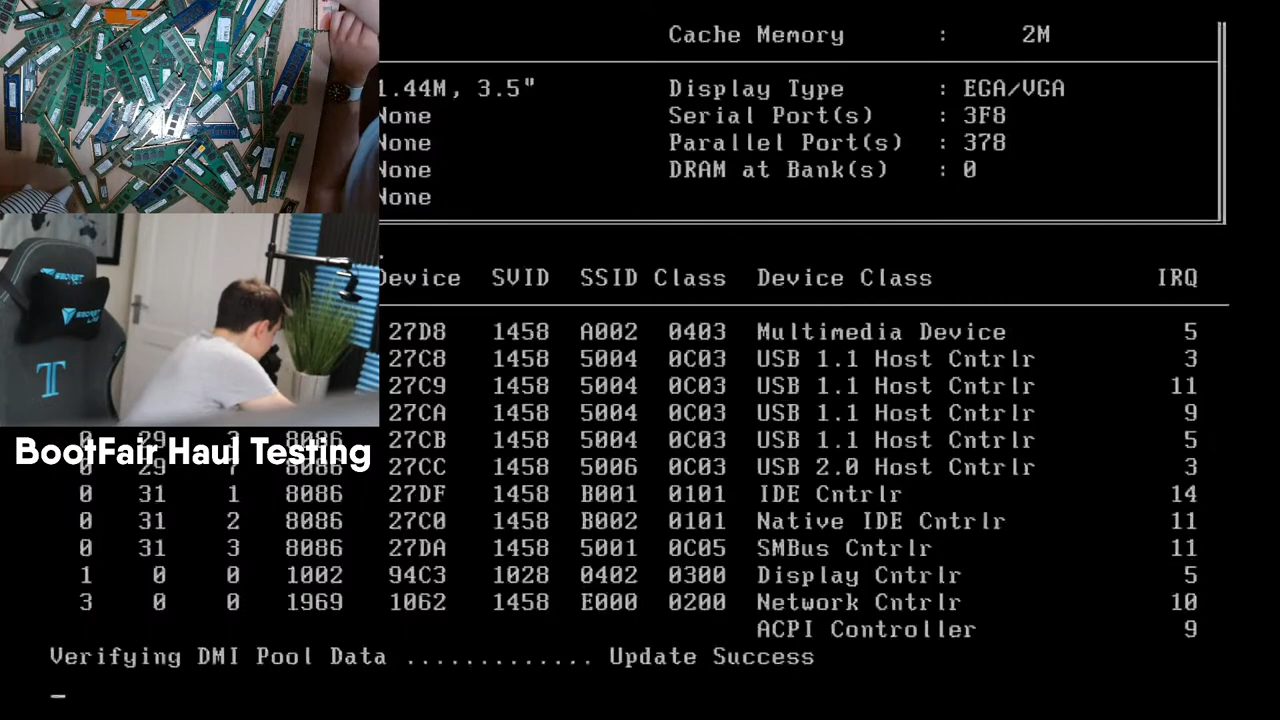 Cache Memory : 2M
1.44M, 3.5" Display Type : EGA/VGA
None Serial Port(s) : 3F8
None Parallel Port(s) : 378
None DRAM at Bank(s) : 0
None
.
Device SVID SSID Class Device Class IRQ
27D8 1458 A002 0403 Multimedia Device 5
27C8 1458 5004 0C03 USB 1.1 Host Cntrlr 3
27C9 1458 5004 0C03 USB 1.1 Host Cntrlr 11
27CA 1458 5004 0C03 USB 1.1 Host Cntrlr 9
0 29 3 8086 27CB 1458 5004 0C03 USB 1.1 Host Cntrlr 5
BootFair Haul Testing
0 29 7 8086 27CC 1458 5006 0C03 USB 2.0 Host Cntrlr 3
0 31 1 8086 27DF 1458 B001 0101 IDE Cntrlr 14
0 31 2 8086 27C0 1458 B002 0101 Native IDE Cntrlr 11
0 31 3 8086 27DA 1458 5001 0C05 SMBus Cntrlr 11
1 0 0 1002 94C3 1028 0402 0300 Display Cntrlr 5
3 0 0 1969 1062 1458 E000 0200 Network Cntrlr 10
ACPI Controller 9
Verifying DMI Pool Data ............. Update Success
_